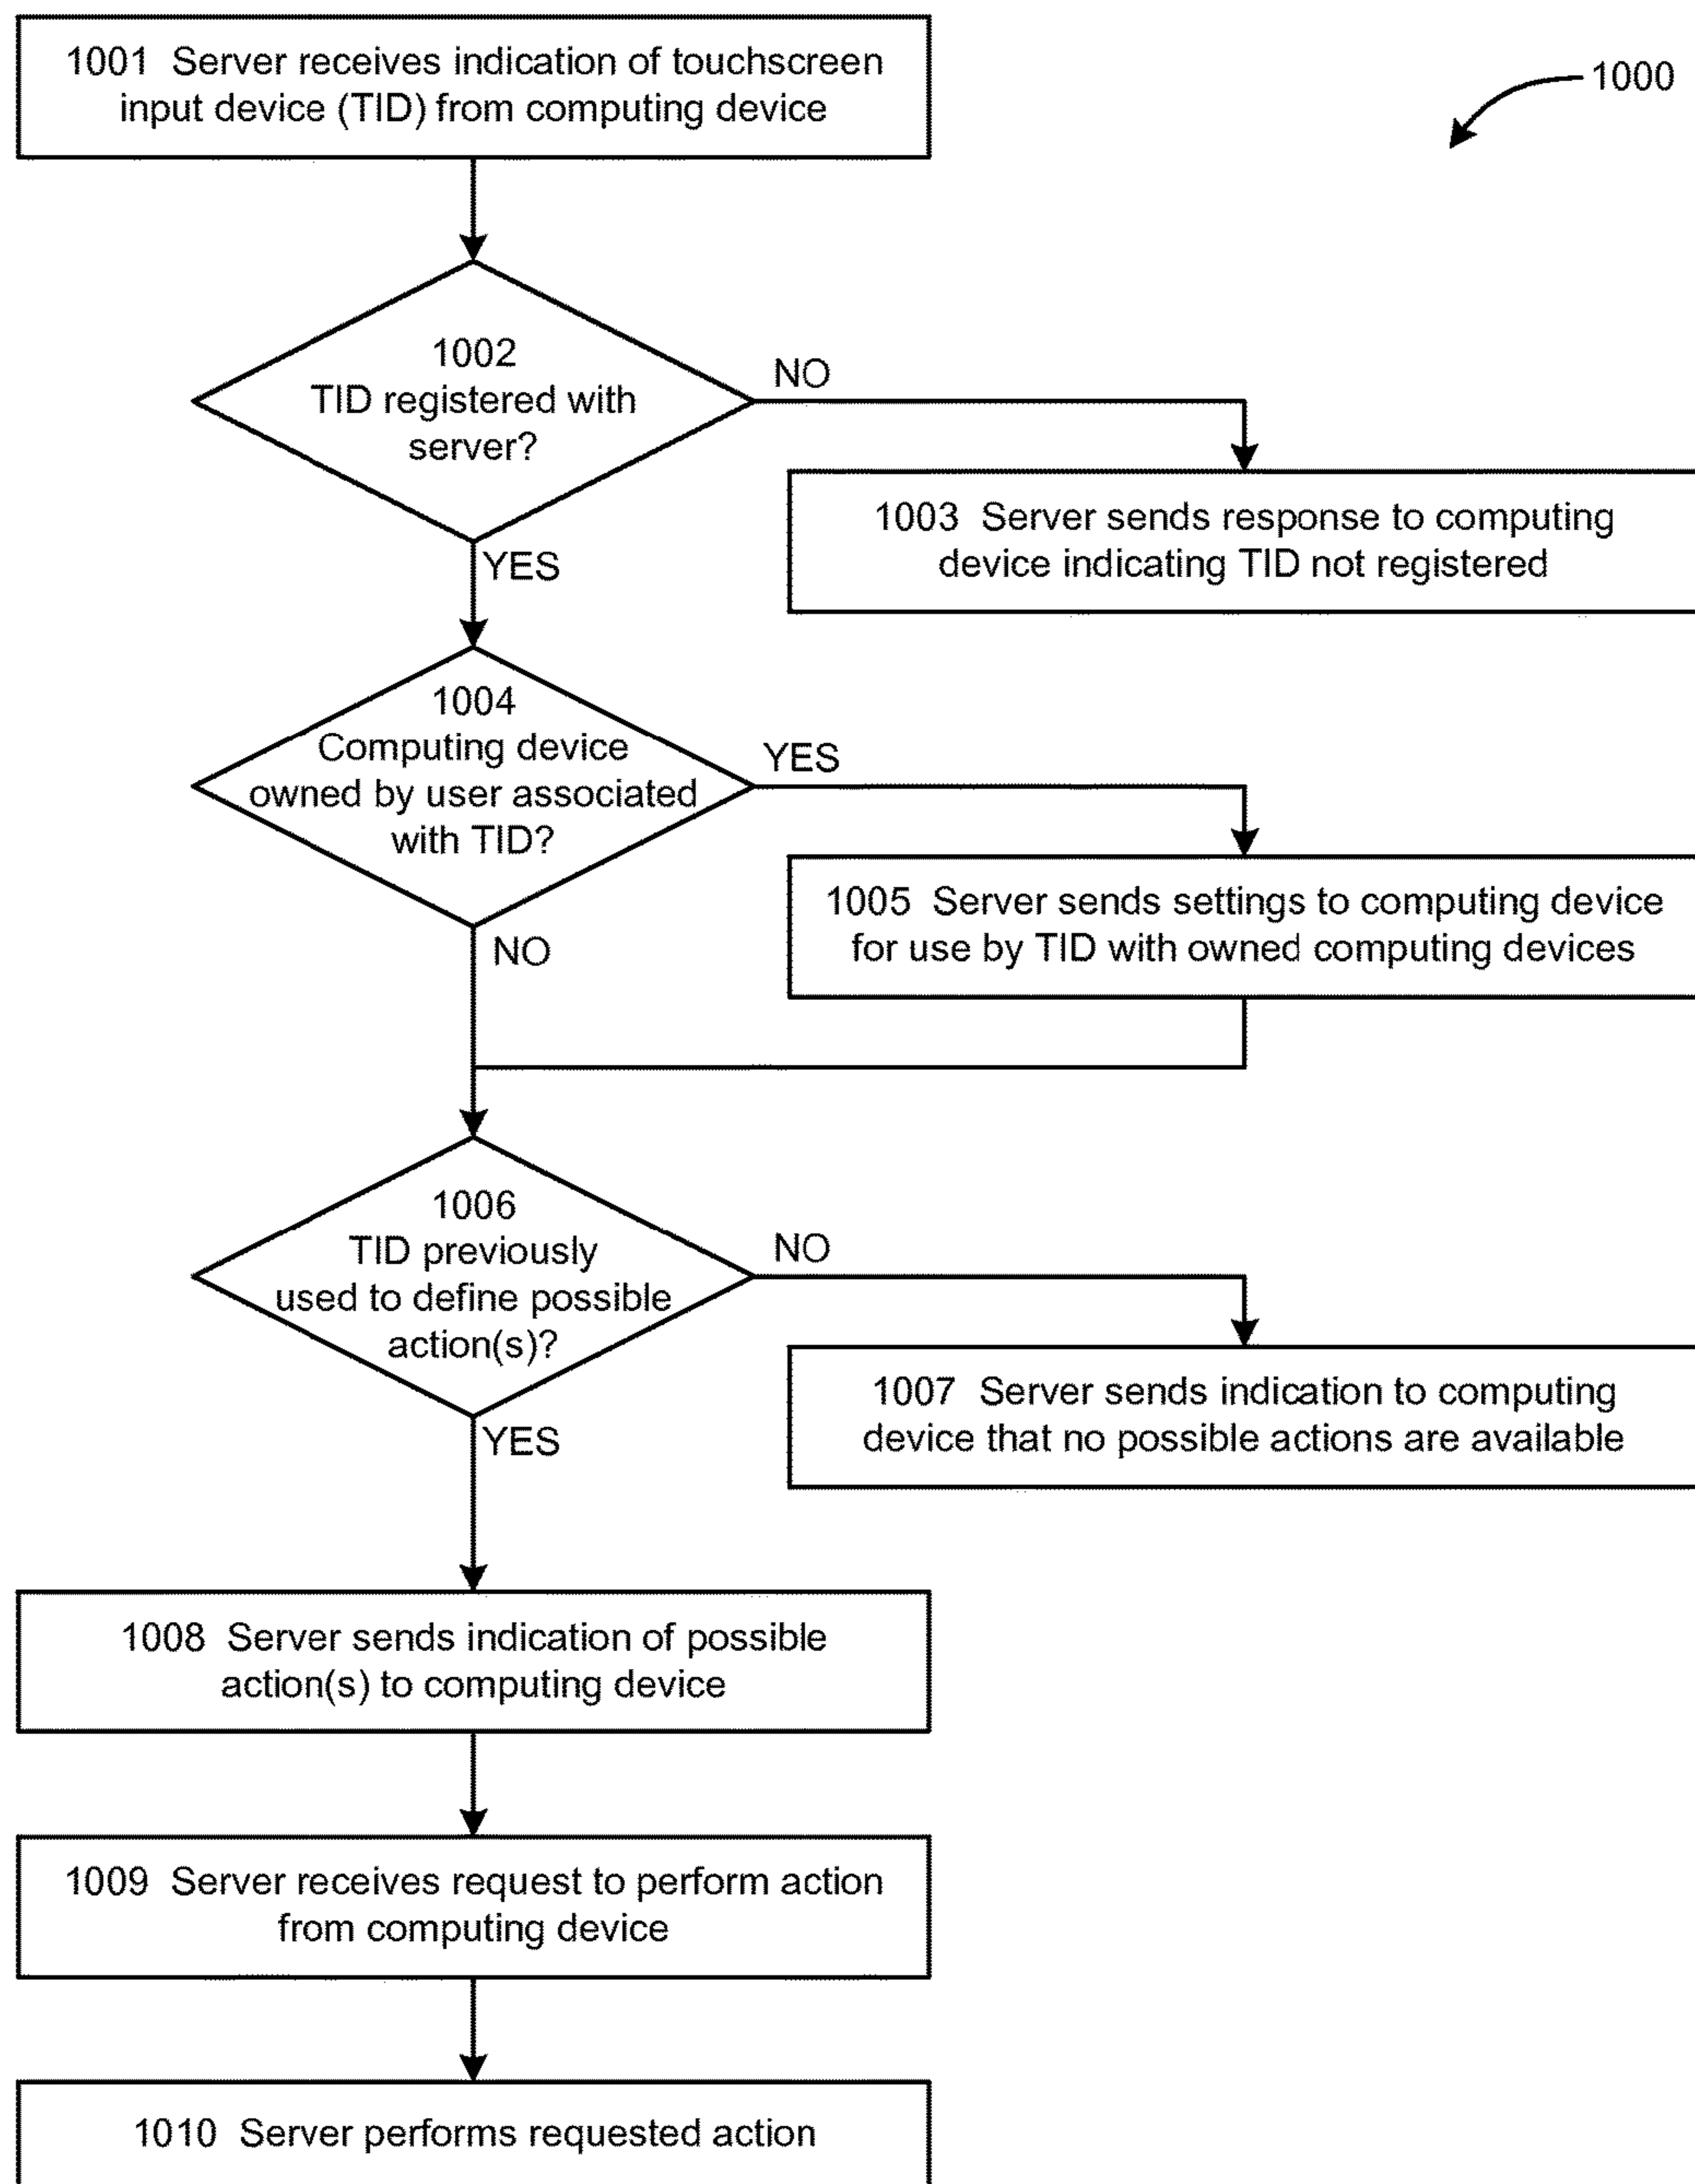 1001 Server receives indication of touchscreen
input device (TID) from computing device
1000
1002
TID registered with
server?
NO
1003 Server sends response to computing
device indicating TID not registered
YES
1004
Computing device
owned by user associated
with TID?
YES
1005 Server sends settings to computing device
for use by TID with owned computing devices
NO
1006
TID previously
used to define possible
action(s)?
NO
1007 Server sends indication to computing
device that no possible actions are available
YES
1008 Server sends indication of possible
action(s) to computing device
1009 Server receives request to perform action
from computing device
1010 Server performs requested action